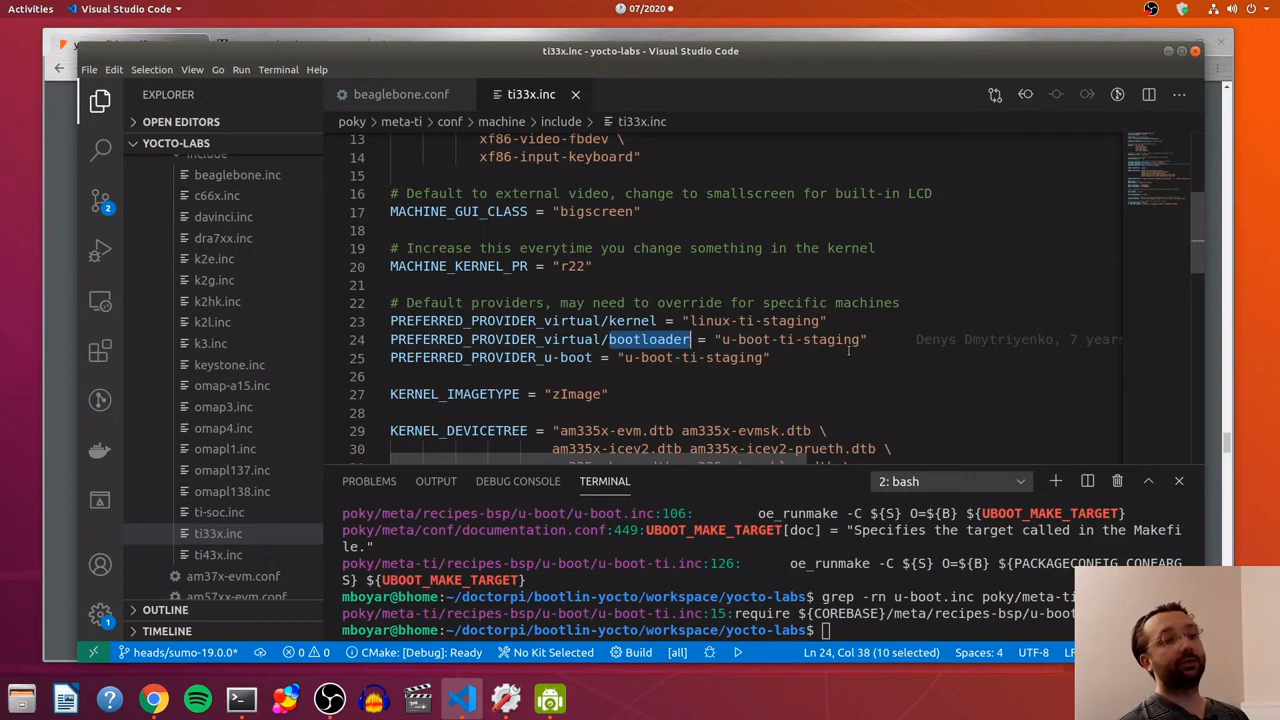 Activities
Visual Studio Code
07/2020
ti33x.inc - yocto-labs - Visual Studio Code
File Edit Selection View Go Run Terminal Help
EXPLORER
beaglebone.conf
ti33x.inc
OPEN EDITORS
poky > meta-ti > conf > machine > include > ti33x.inc
YOCTO-LABS
include
beaglebone.inc
c66x.inc
davinci.inc
dra7xx.inc
k2e.inc
k2g.inc
k2hk.inc
k2l.inc
k3.inc
keystone.inc
omap-a15.inc
omap3.inc
omap4.inc
omapl1.inc
omapl137.inc
omapl138.inc
ti-soc.inc
ti33x.inc
ti43x.inc
am37x-evm.conf
am57xx-evm.conf
OUTLINE
TIMELINE
13 xf86-video-fbdev \
14 xf86-input-keyboard"
15
16 # Default to external video, change to smallscreen for built-in LCD
17 MACHINE_GUI_CLASS = "bigscreen"
18
19 # Increase this everytime you change something in the kernel
20 MACHINE_KERNEL_PR = "r22"
21
22 # Default providers, may need to override for specific machines
23 PREFERRED_PROVIDER_virtual/kernel = "linux-ti-staging"
24 PREFERRED_PROVIDER_virtual/bootloader = "u-boot-ti-staging" Denys Dmytriyenko, 7 years
25 PREFERRED_PROVIDER_u-boot = "u-boot-ti-staging"
26
27 KERNEL_IMAGETYPE = "zImage"
28
29 KERNEL_DEVICETREE = "am335x-evm.dtb am335x-evmsk.dtb \
30 am335x-icev2.dtb am335x-icev2-prueth.dtb \
PROBLEMS OUTPUT DEBUG CONSOLE TERMINAL
2: bash
poky/meta/recipes-bsp/u-boot/u-boot.inc:106: oe_runmake -C ${S} O=${B} ${UBOOT_MAKE_TARGET}
poky/meta/conf/documentation.conf:449:UBOOT_MAKE_TARGET[doc] = "Specifies the target called in the Makefi
le."
poky/meta-ti/recipes-bsp/u-boot/u-boot-ti.inc:126: oe_runmake -C ${S} O=${B} ${PACKAGECONFIG_CONFARGS
} ${UBOOT_MAKE_TARGET}
mboyar@bhome:~/doctorpi/bootlin-yocto/workspace/yocto-labs$ grep -rn u-boot.inc poky/meta-ti
poky/meta-ti/recipes-bsp/u-boot/u-boot-ti.inc:15:require ${COREBASE}/meta/recipes-bsp/u-boot/u-boot.inc
mboyar@bhome:~/doctorpi/bootlin-yocto/workspace/yocto-labs$
heads/sumo-19.0.0* 0 0 CMake: [Debug]: Ready No Kit Selected Build [all] Ln 24, Col 38 (10 selected) Spaces: 4 UTF-8